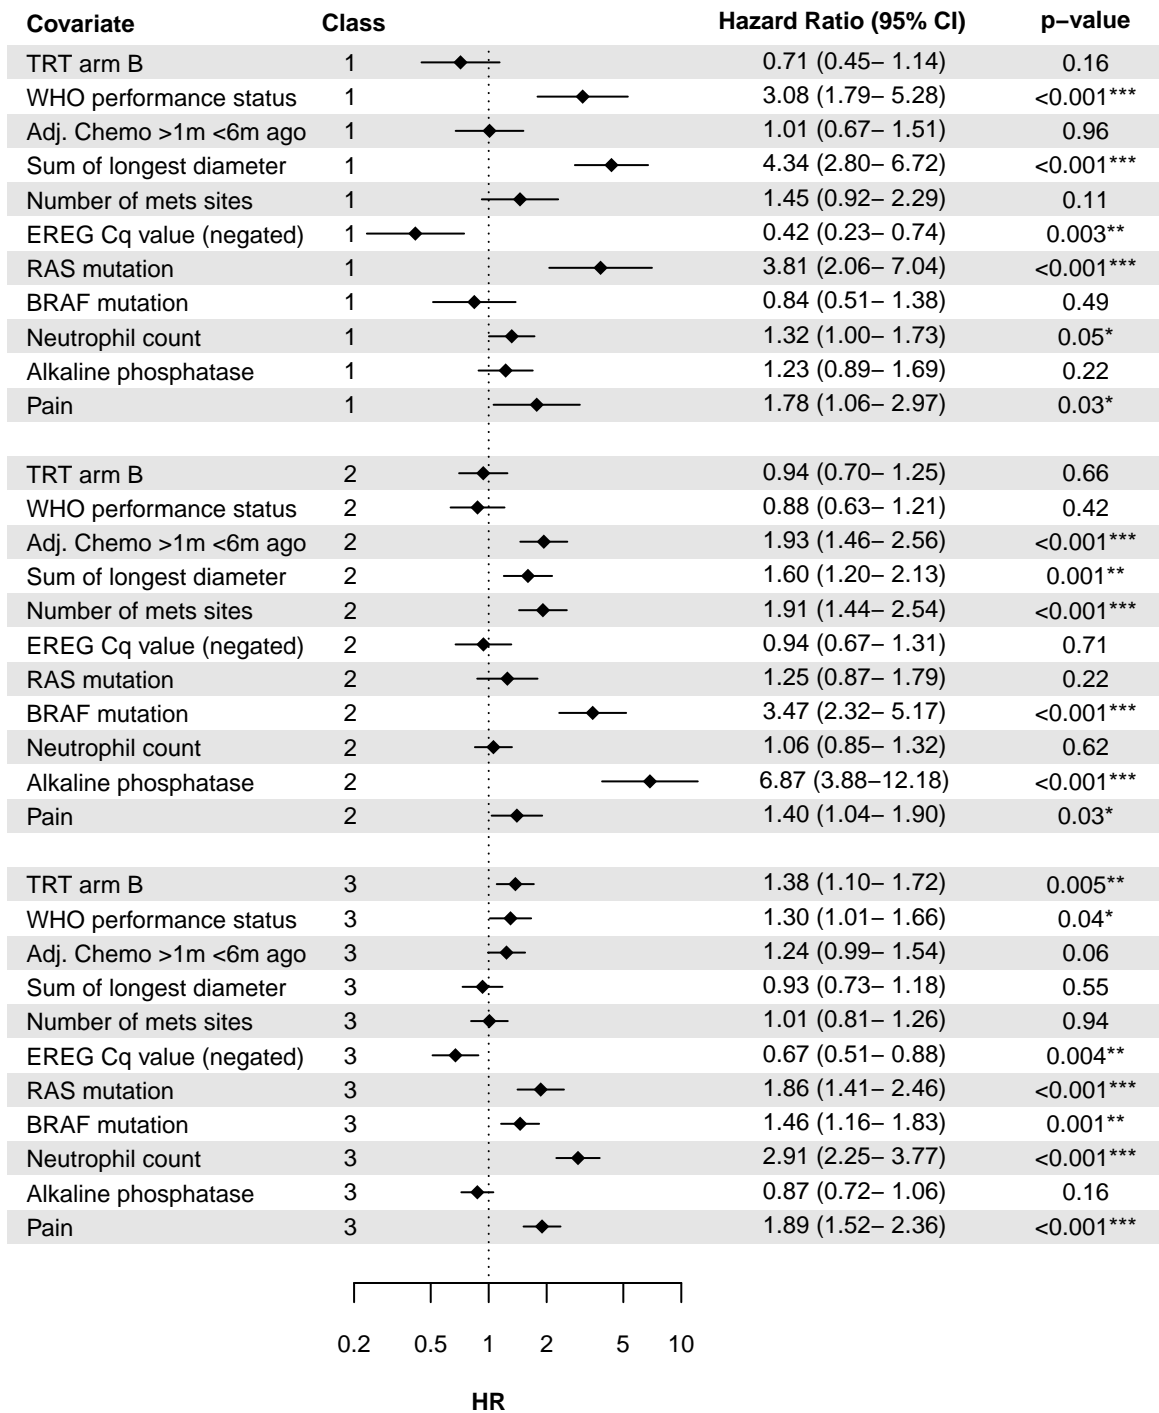 Covariate Class Hazard Ratio (95% CI) p−value
TRT arm B 1 0.71 (0.45− 1.14) 0.16
WHO performance status 1 3.08 (1.79− 5.28) <0.001***
Adj. Chemo >1m <6m ago 1 1.01 (0.67− 1.51) 0.96
Sum of longest diameter 1 4.34 (2.80− 6.72) <0.001***
Number of mets sites 1 1.45 (0.92− 2.29) 0.11
EREG Cq value (negated) 1 0.42 (0.23− 0.74) 0.003**
RAS mutation 1 3.81 (2.06− 7.04) <0.001***
BRAF mutation 1 0.84 (0.51− 1.38) 0.49
Neutrophil count 1 1.32 (1.00− 1.73) 0.05*
Alkaline phosphatase 1 1.23 (0.89− 1.69) 0.22
Pain 1 1.78 (1.06− 2.97) 0.03*
TRT arm B 2 0.94 (0.70− 1.25) 0.66
WHO performance status 2 0.88 (0.63− 1.21) 0.42
Adj. Chemo >1m <6m ago 2 1.93 (1.46− 2.56) <0.001***
Sum of longest diameter 2 1.60 (1.20− 2.13) 0.001**
Number of mets sites 2 1.91 (1.44− 2.54) <0.001***
EREG Cq value (negated) 2 0.94 (0.67− 1.31) 0.71
RAS mutation 2 1.25 (0.87− 1.79) 0.22
BRAF mutation 2 3.47 (2.32− 5.17) <0.001***
Neutrophil count 2 1.06 (0.85− 1.32) 0.62
Alkaline phosphatase 2 6.87 (3.88−12.18) <0.001***
Pain 2 1.40 (1.04− 1.90) 0.03*
TRT arm B 3 1.38 (1.10− 1.72) 0.005**
WHO performance status 3 1.30 (1.01− 1.66) 0.04*
Adj. Chemo >1m <6m ago 3 1.24 (0.99− 1.54) 0.06
Sum of longest diameter 3 0.93 (0.73− 1.18) 0.55
Number of mets sites 3 1.01 (0.81− 1.26) 0.94
EREG Cq value (negated) 3 0.67 (0.51− 0.88) 0.004**
RAS mutation 3 1.86 (1.41− 2.46) <0.001***
BRAF mutation 3 1.46 (1.16− 1.83) 0.001**
Neutrophil count 3 2.91 (2.25− 3.77) <0.001***
Alkaline phosphatase 3 0.87 (0.72− 1.06) 0.16
Pain 3 1.89 (1.52− 2.36) <0.001***
0.2 0.5 1 2 5 10
HR